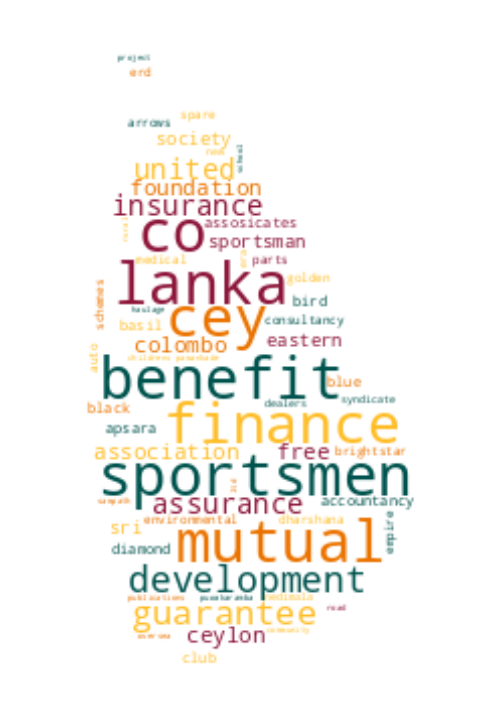 project
erd
spare
arrows
society
new
school
united
foundation
insurance
co
assosicates
sportsman
medical
parts
lanka
golden
schemes
bird
haulage
cey
consultancy
basil
eastern
colombo
auto
benefit
blue
syndicate
dealers
black
finance
apsara
association
free
brightstar
sportsmen
assurance
accountancy
environmental
dharshana
sri
empire
mutual
diamond
development
publications
road
guarantee
ceylon
community
club